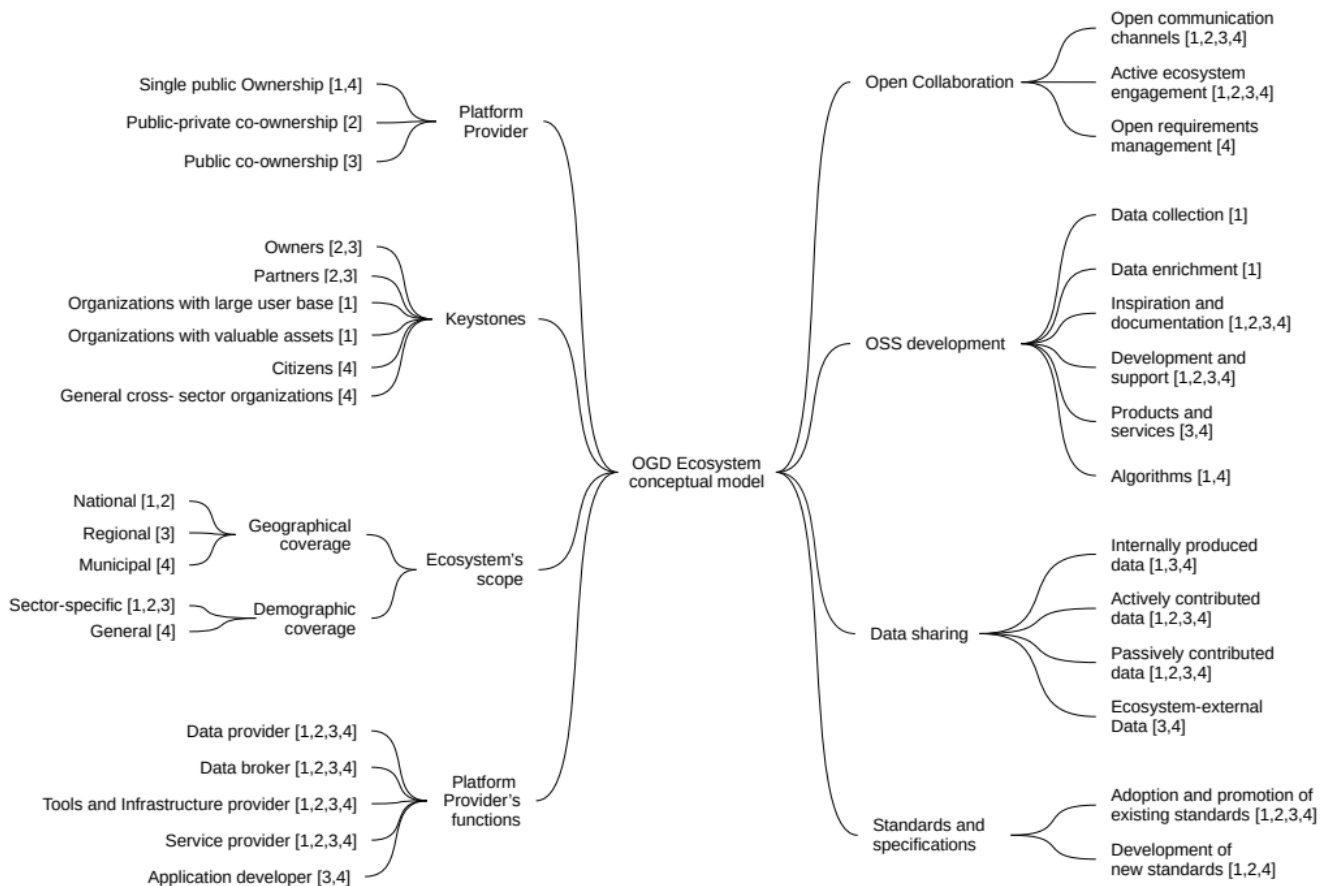 Single public Ownership [1,4]
Public-private co-ownership [2]
Public co-ownership [3]
Platform
Provider
Owners [2,3]
Partners [2,3]
Organizations with large user base [1]
Organizations with valuable assets [1]
Citizens [4]
General cross- sector organizations [4]
Keystones
National [1,2]
Regional [3]
Municipal [4]
Geographical
coverage
Sector-specific [1,2,3]
General [4]
Demographic
coverage
Ecosystem's
scope
Data provider [1,2,3,4]
Data broker [1,2,3,4]
Tools and Infrastructure provider [1,2,3,4]
Service provider [1,2,3,4]
Application developer [3,4]
Platform
Provider's
functions
OGD Ecosystem
conceptual model
Open Collaboration
Open communication
channels [1,2,3,4]
Active ecosystem
engagement [1,2,3,4]
Open requirements
management [4]
OSS development
Data collection [1]
Data enrichment [1]
Inspiration and
documentation [1,2,3,4]
Development and
support [1,2,3,4]
Products and
services [3,4]
Algorithms [1,4]
Data sharing
Internally produced
data [1,3,4]
Actively contributed
data [1,2,3,4]
Passively contributed
data [1,2,3,4]
Ecosystem-external
Data [3,4]
Standards and
specifications
Adoption and promotion of
existing standards [1,2,3,4]
Development of
new standards [1,2,4]